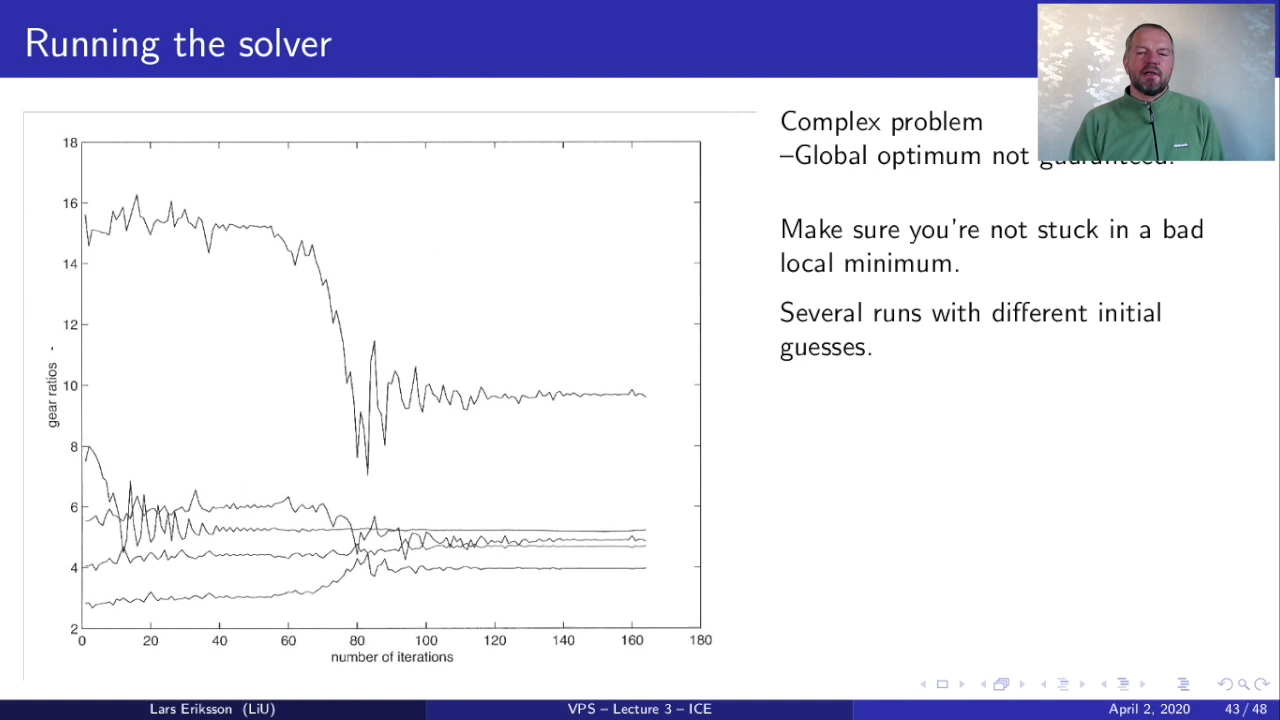 Running the solver
Complex problem
–Global optimum not guaranteed.
Make sure you're not stuck in a bad
local minimum.
Several runs with different initial
guesses.
18
16
14
12
10
8
6
4
2
gear ratios -
0 20 40 60 80 100 120 140 160 180
number of iterations
Lars Eriksson (LiU) VPS – Lecture 3 – ICE April 2, 2020 43 / 48